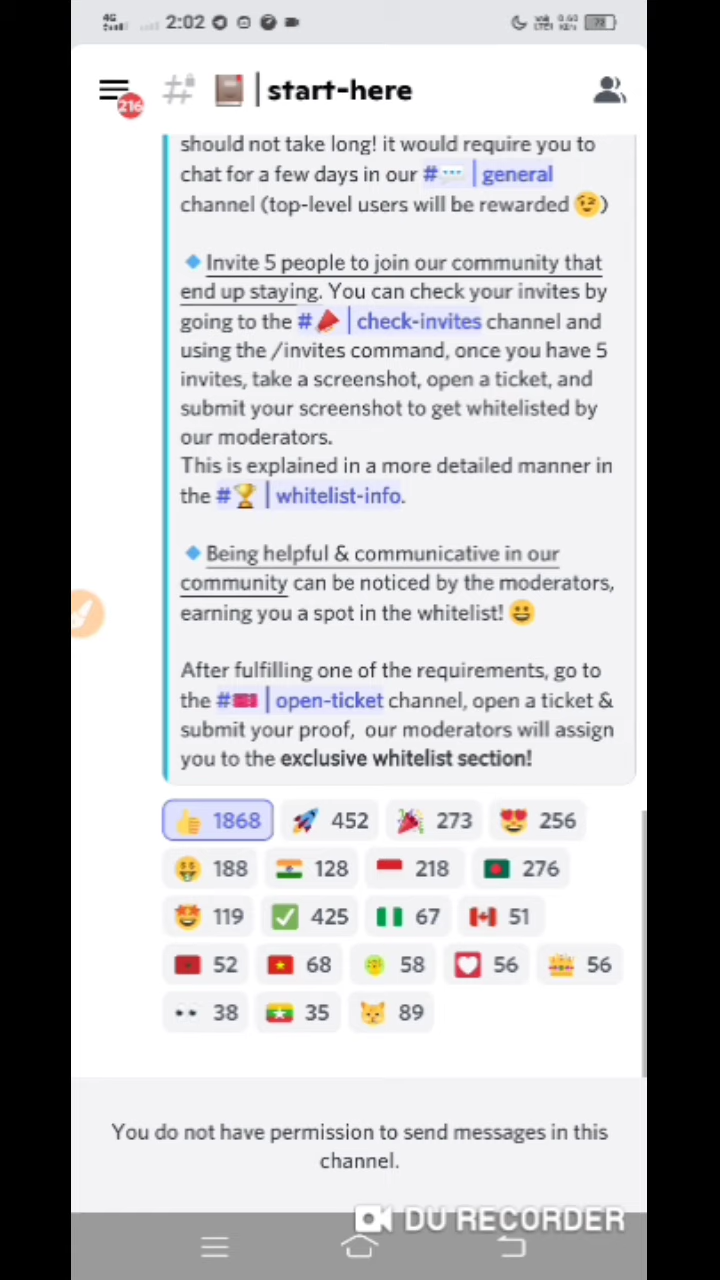 4G
2:02
0.60
KB/s
72
216
# | start-here
should not take long! it would require you to
chat for a few days in our # | general
channel (top-level users will be rewarded 😉)
🔹Invite 5 people to join our community that
end up staying. You can check your invites by
going to the # | check-invites channel and
using the /invites command, once you have 5
invites, take a screenshot, open a ticket, and
submit your screenshot to get whitelisted by
our moderators.
This is explained in a more detailed manner in
the #🏆 | whitelist-info.
🔹Being helpful & communicative in our
community can be noticed by the moderators,
earning you a spot in the whitelist! 😀
After fulfilling one of the requirements, go to
the # | open-ticket channel, open a ticket &
submit your proof, our moderators will assign
you to the exclusive whitelist section!
👍 1868 🚀 452 🎉 273 😍 256
🤑 188 🇮🇳 128 🇮🇩 218 🇧🇩 276
🤩 119 ✅ 425 🇳🇬 67 🇨🇦 51
🇲🇦 52 🇻🇳 68 58 💟 56 56
👀 38 🇲🇲 35 89
You do not have permission to send messages in this
channel.
DU RECORDER